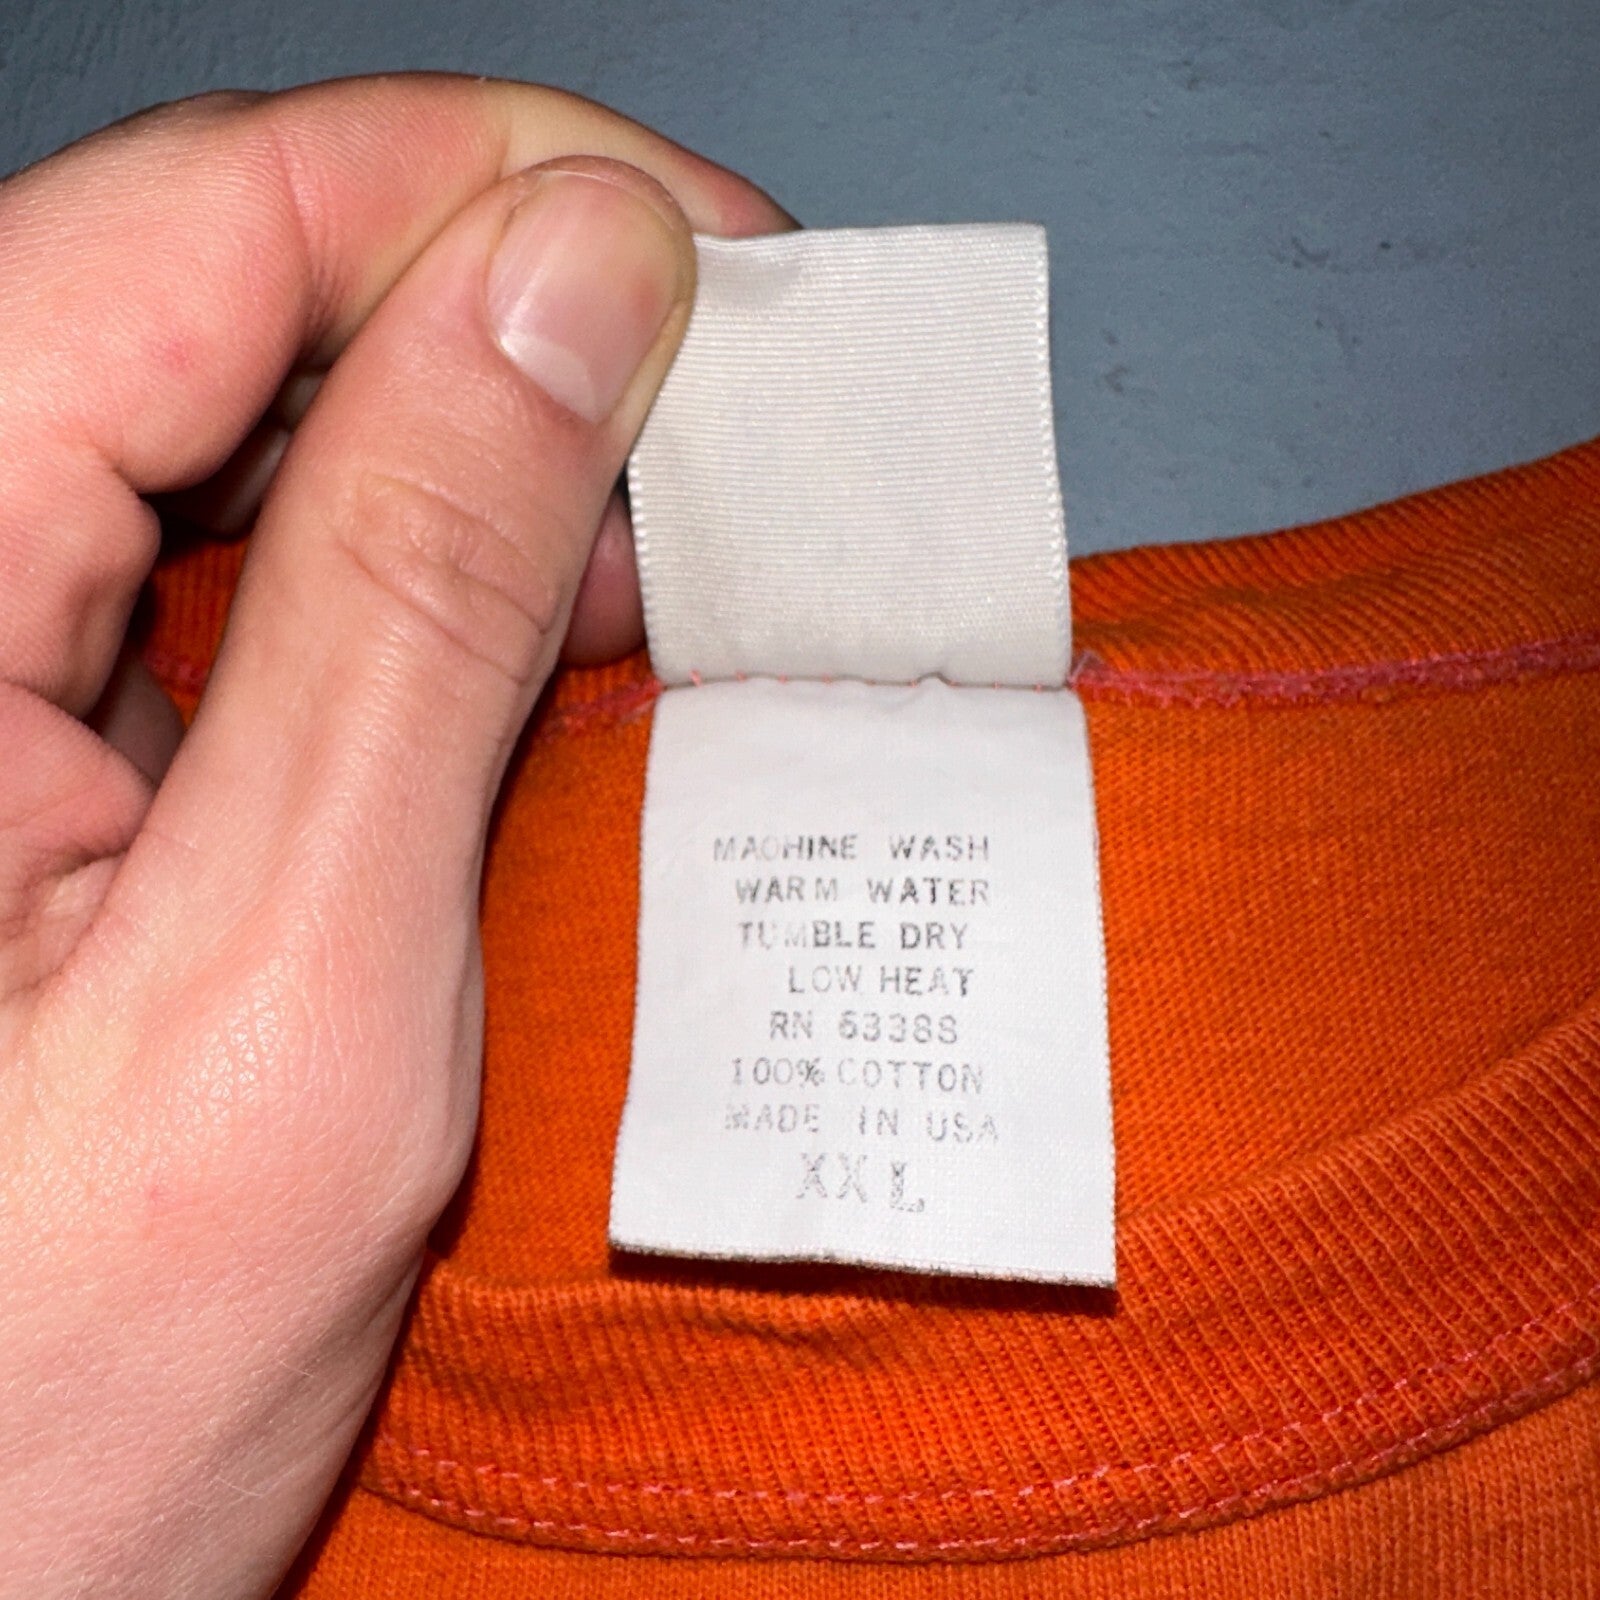 MACHINE WASH
WARM WATER
TUMBLE DRY
LOW HEAT
RN 63388
100% COTTON
MADE IN USA
XXL